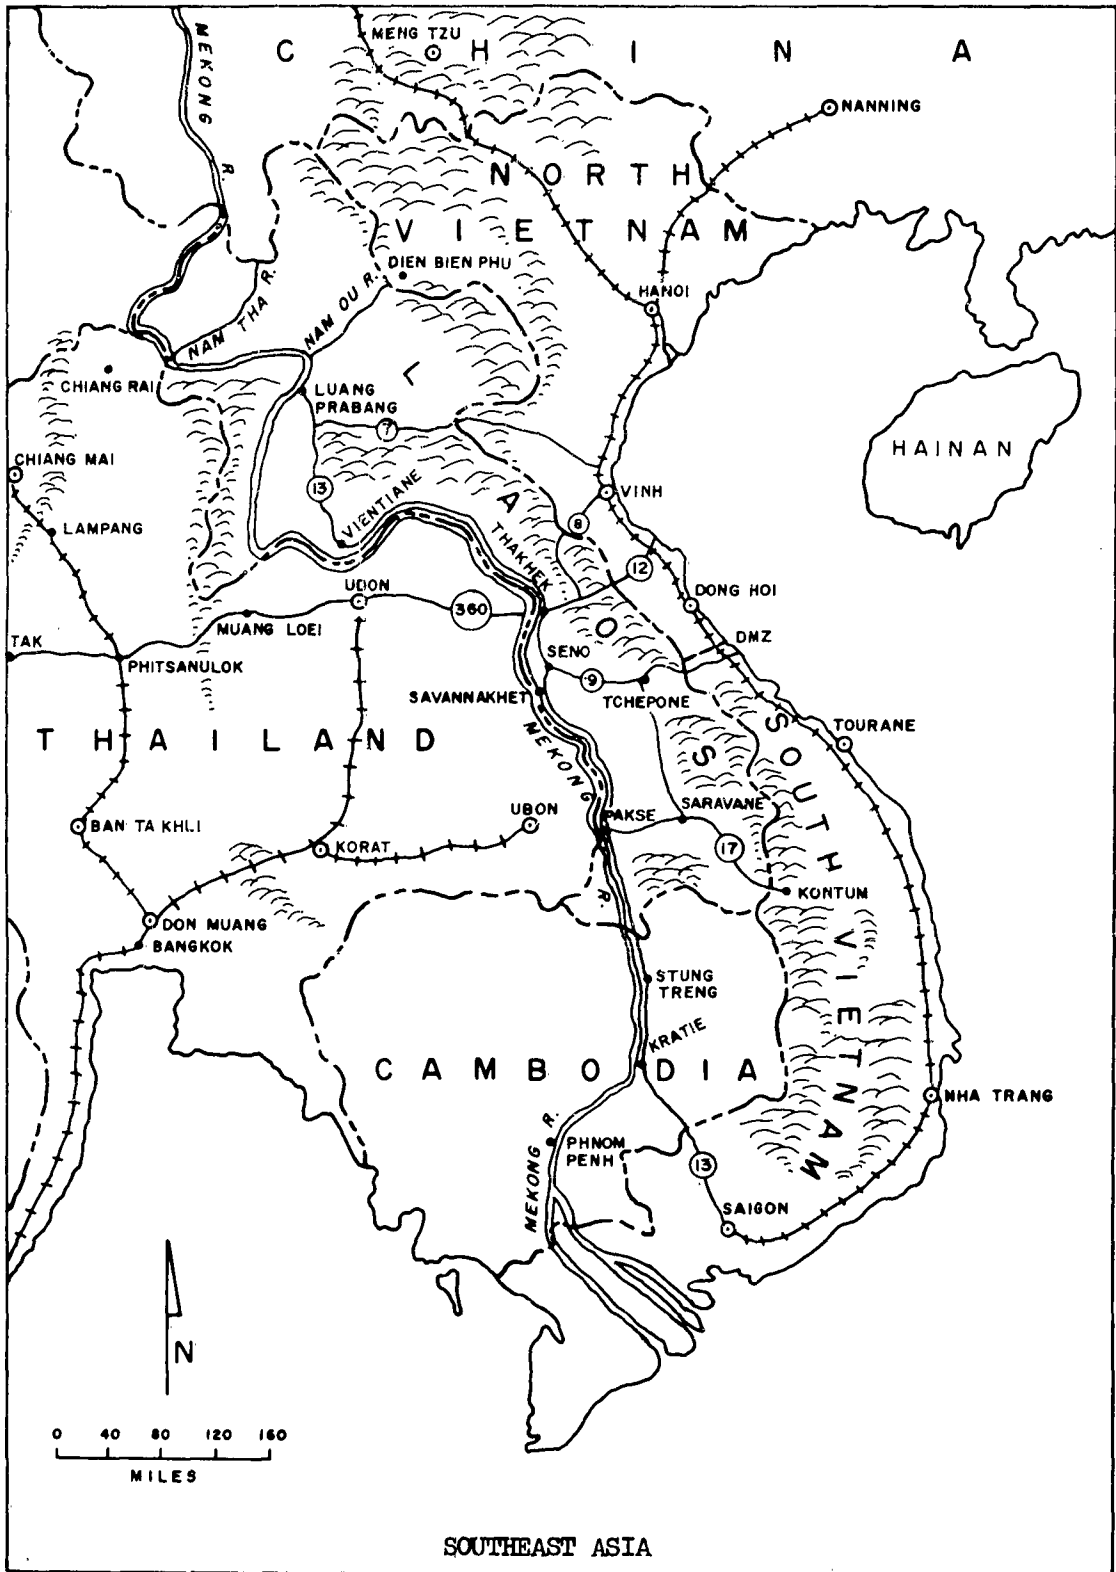 MENG TZU
C H I N A
MEKONG R.
NANNING
NORTH
VIETNAM
DIEN BIEN PHU
HANOI
NAM THA R.
NAM OU R.
CHIANG RAI
LUANG
PRABANG
LAOS
7
HAINAN
CHIANG MAI
13
VIENTIANE
VINH
8
LAMPANG
THAKHEK
12
UDON
360
DONG HOI
MUANG LOEI
TAK
PHITSANULOK
DMZ
SENO
9
SAVANNAKHET
TCHEPONE
THAILAND
MEKONG R.
TOURANE
SOUTH VIETNAM
BAN TA KHLI
UBON
PAKSE
SARAVANE
KORAT
17
KONTUM
DON MUANG
BANGKOK
STUNG
TRENG
KRATIE
CAMBODIA
NHA TRANG
MEKONG R.
PHNOM
PENH
13
SAIGON
N
0 40 80 120 160
MILES
SOUTHEAST ASIA